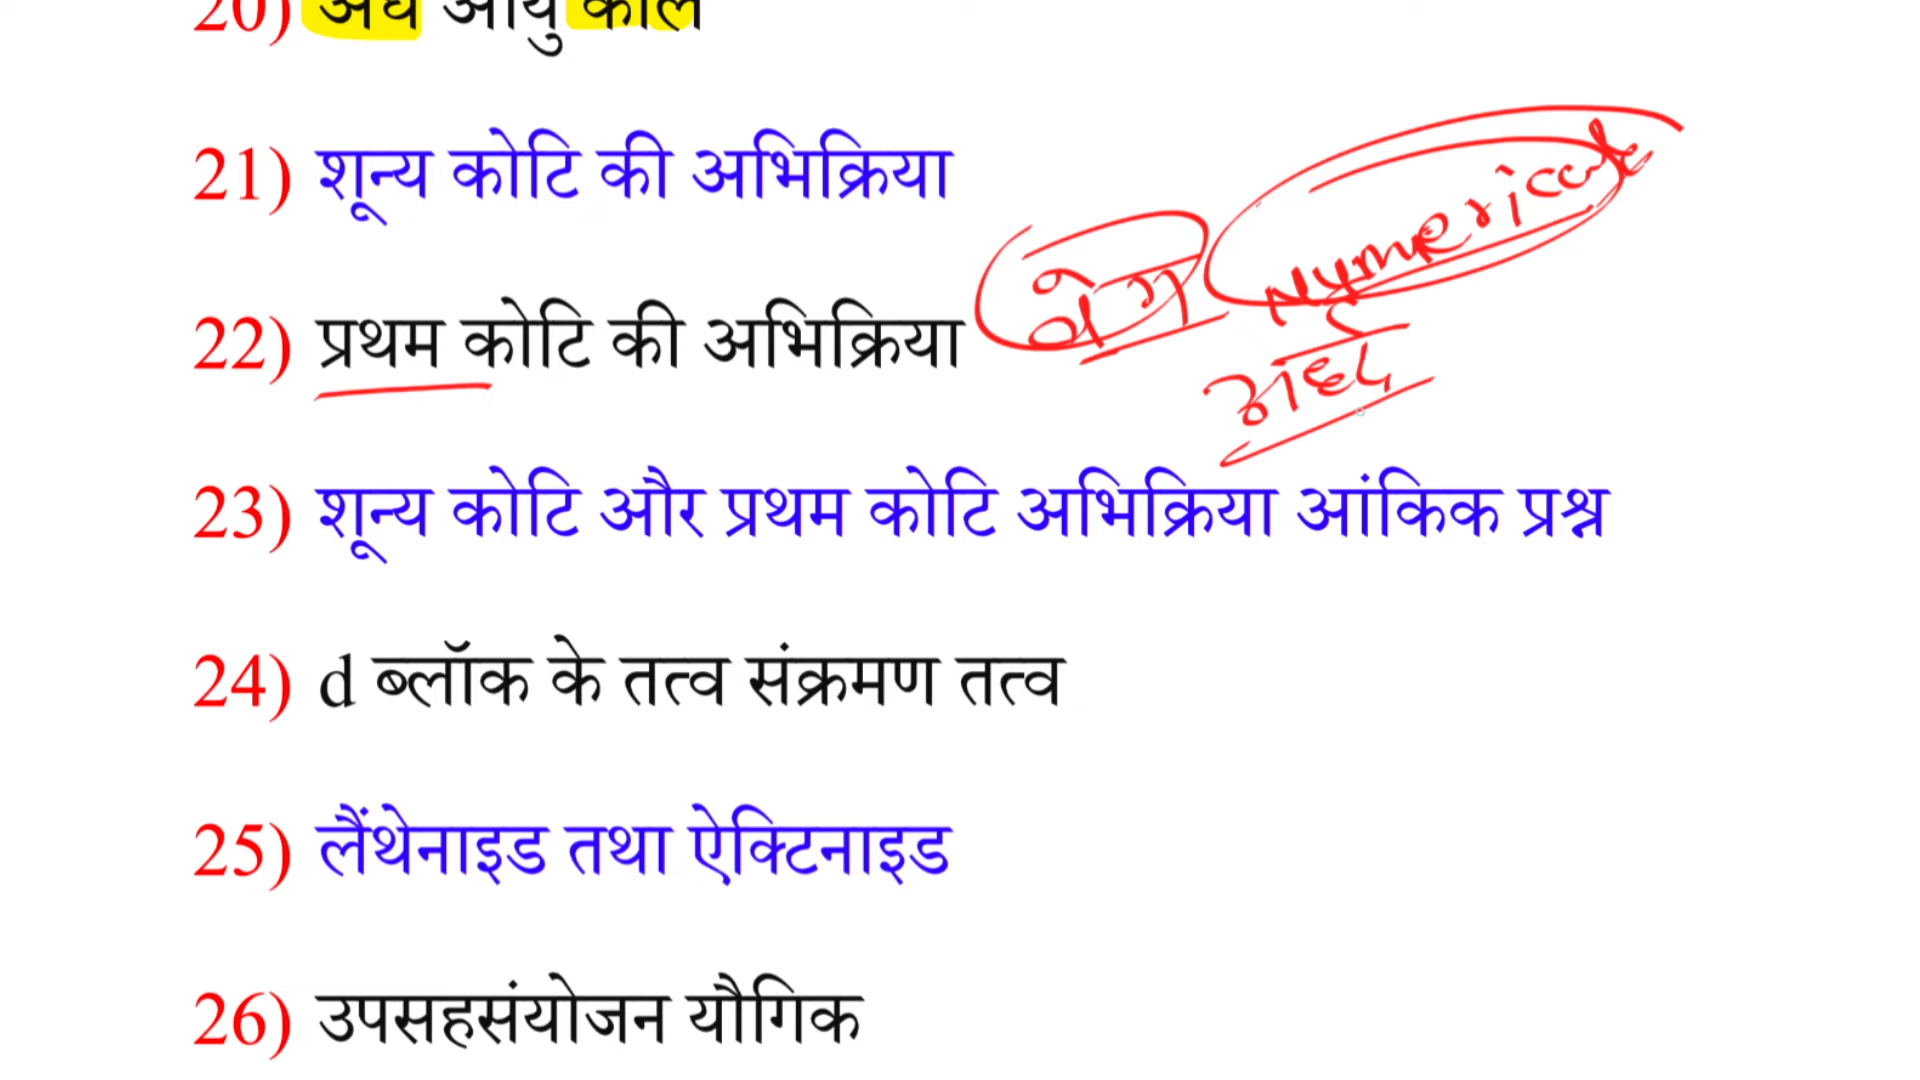 20) अर्ध आयु काल
21) शून्य कोटि की अभिक्रिया
Numerical
वेग
22) प्रथम कोटि की अभिक्रिया
अर्द्ध
23) शून्य कोटि और प्रथम कोटि अभिक्रिया आंकिक प्रश्न
24) d ब्लॉक के तत्व संक्रमण तत्व
25) लैंथेनाइड तथा ऐक्टिनाइड
26) उपसहसंयोजन यौगिक